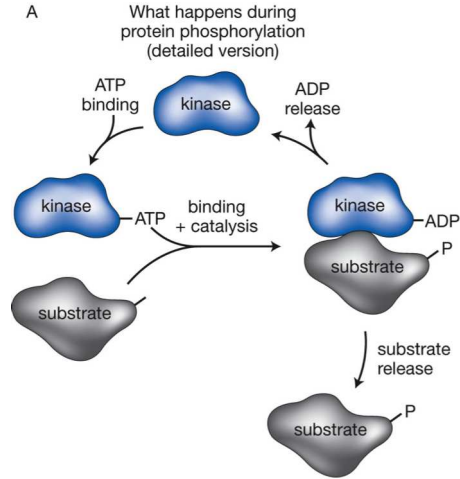 A
What happens during
protein phosphorylation
(detailed version)
ATP
binding
kinase
ADP
release
kinase
ATP
binding
+ catalysis
kinase
ADP
P
substrate
substrate
substrate
release
P
substrate